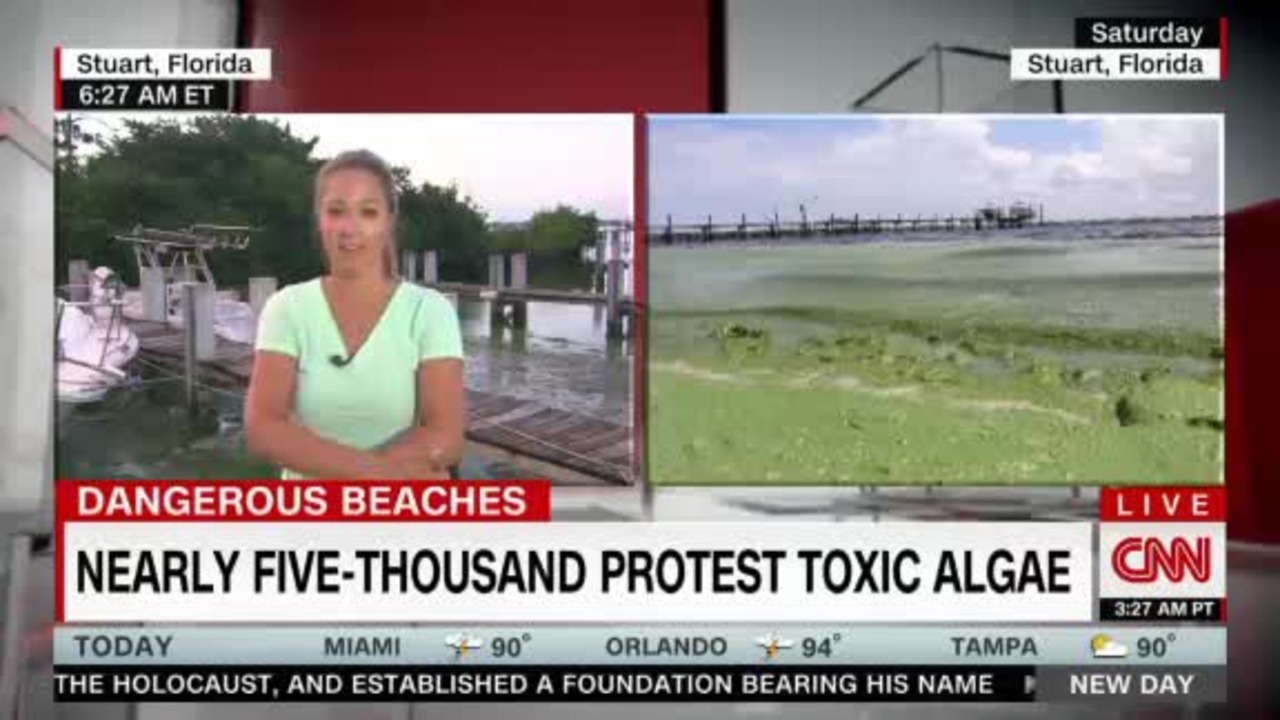 Saturday
Stuart, Florida
Stuart, Florida
6:27 AM ET
DANGEROUS BEACHES
LIVE
NEARLY FIVE-THOUSAND PROTEST TOXIC ALGAE
CNN
3:27 AM PT
TODAY MIAMI 90° ORLANDO 94° TAMPA 90°
THE HOLOCAUST, AND ESTABLISHED A FOUNDATION BEARING HIS NAME NEW DAY